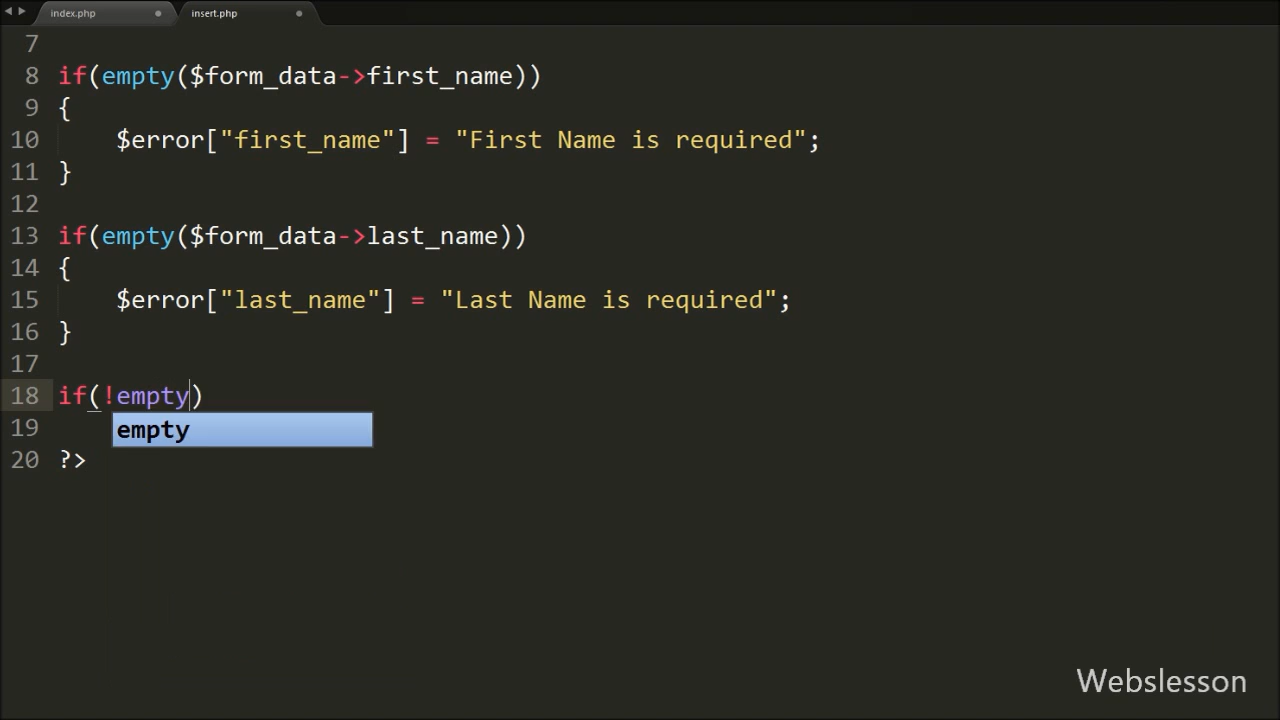 index.php
insert.php
7
8 if(empty($form_data->first_name))
9 {
10     $error["first_name"] = "First Name is required";
11 }
12
13 if(empty($form_data->last_name))
14 {
15     $error["last_name"] = "Last Name is required";
16 }
17
18 if(!empty)
empty
19
20 ?>
Webslesson